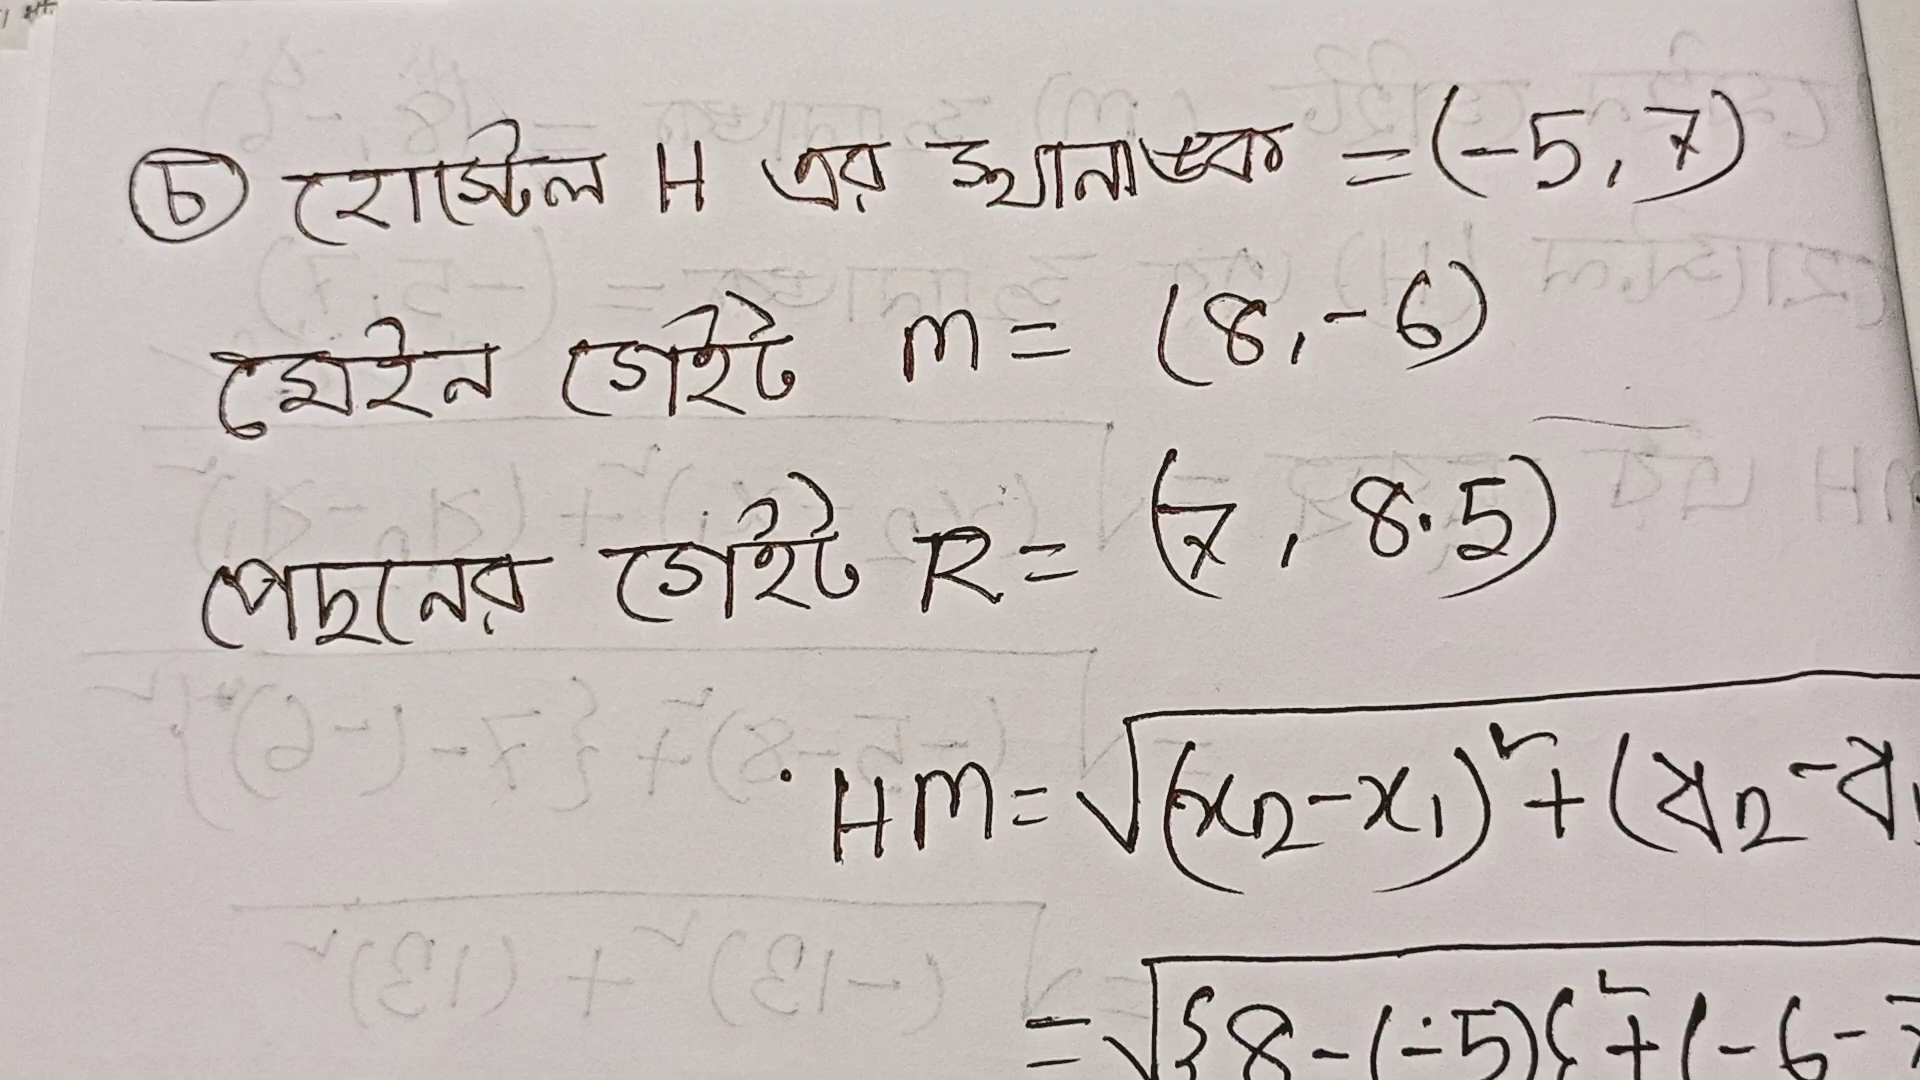 চ হোস্টেল H এর স্থানাঙ্ক = (-5, 7)
মেইন গেইট M = (8, -6)
পেছনের গেইট R = (7, 8.5)
HM = √(x₂-x₁)² + (y₂-y₁
= √{8-(-5)}² + (-6-7